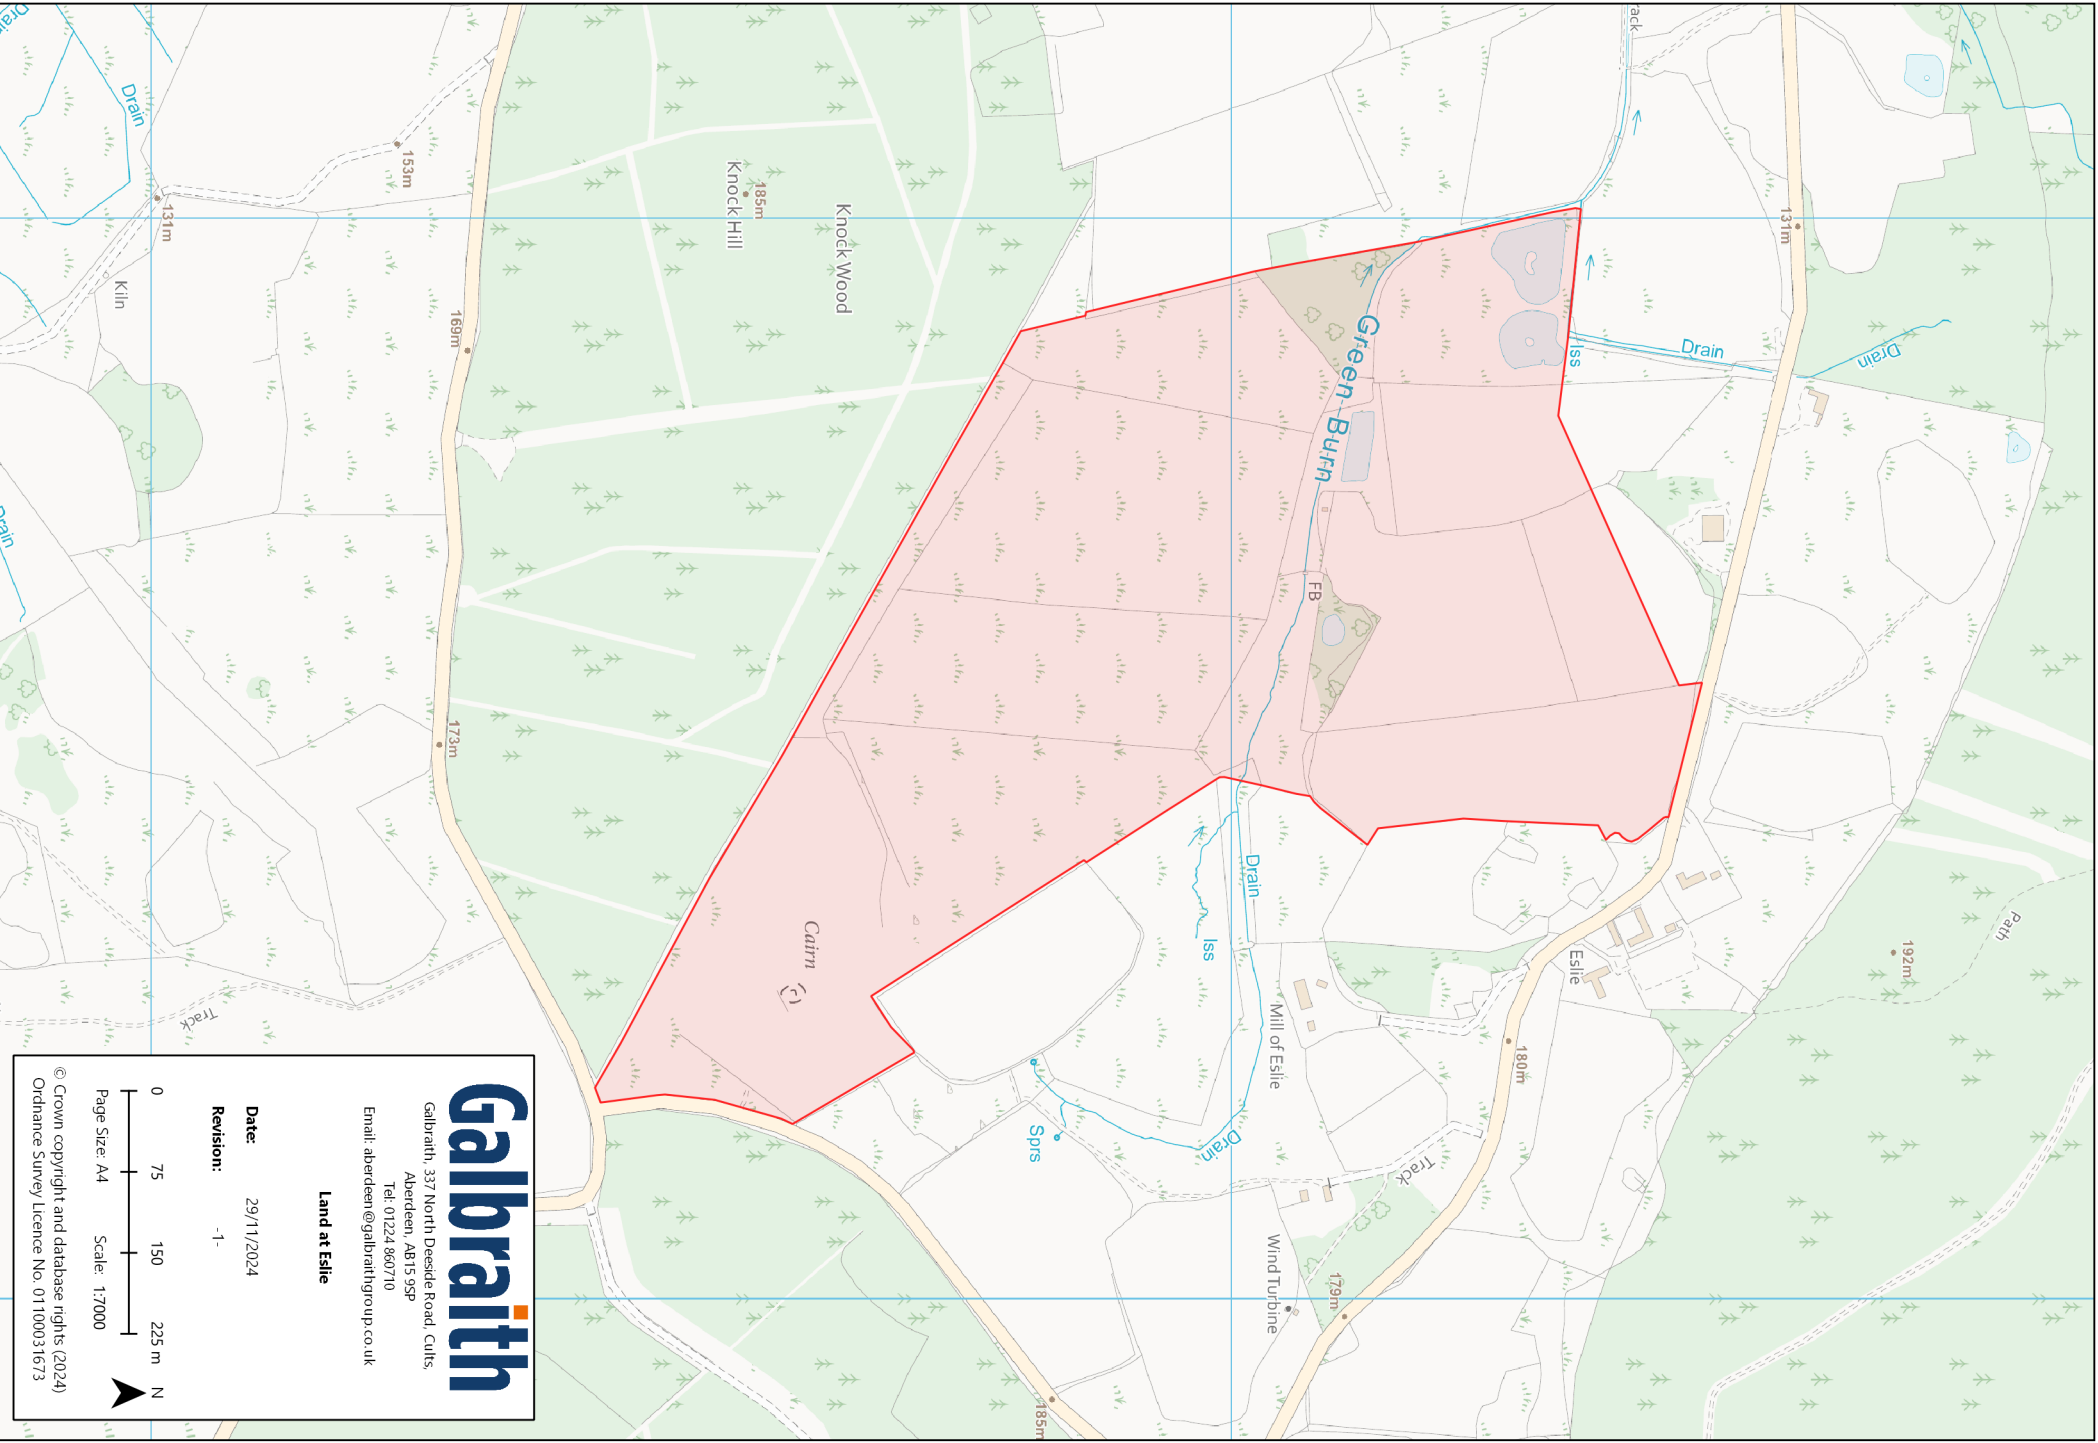 Drain
Drain
Drain
153m
131m
Kiln
169m
173m
Track
Knock Wood
185m
Knock Hill
Green Burn
FB
Iss
Drain
Drain
131m
ack
Cairn
Drain
Iss
Mill of Eslie
Eslie
Path
192m
180m
Sprs
Drain
Track
Wind Turbine
179m
185m
Galbraith
Galbraith, 337 North Deeside Road, Cults,
Aberdeen, AB15 9SP
Tel: 01224 860710
Email: aberdeen@galbraithgroup.co.uk
Land at Eslie
Date: 29/11/2024
Revision: -1-
0 75 150 225 m N
Page Size: A4 Scale: 1:7000
© Crown copyright and database rights (2024)
Ordnance Survey Licence No. 0110031673